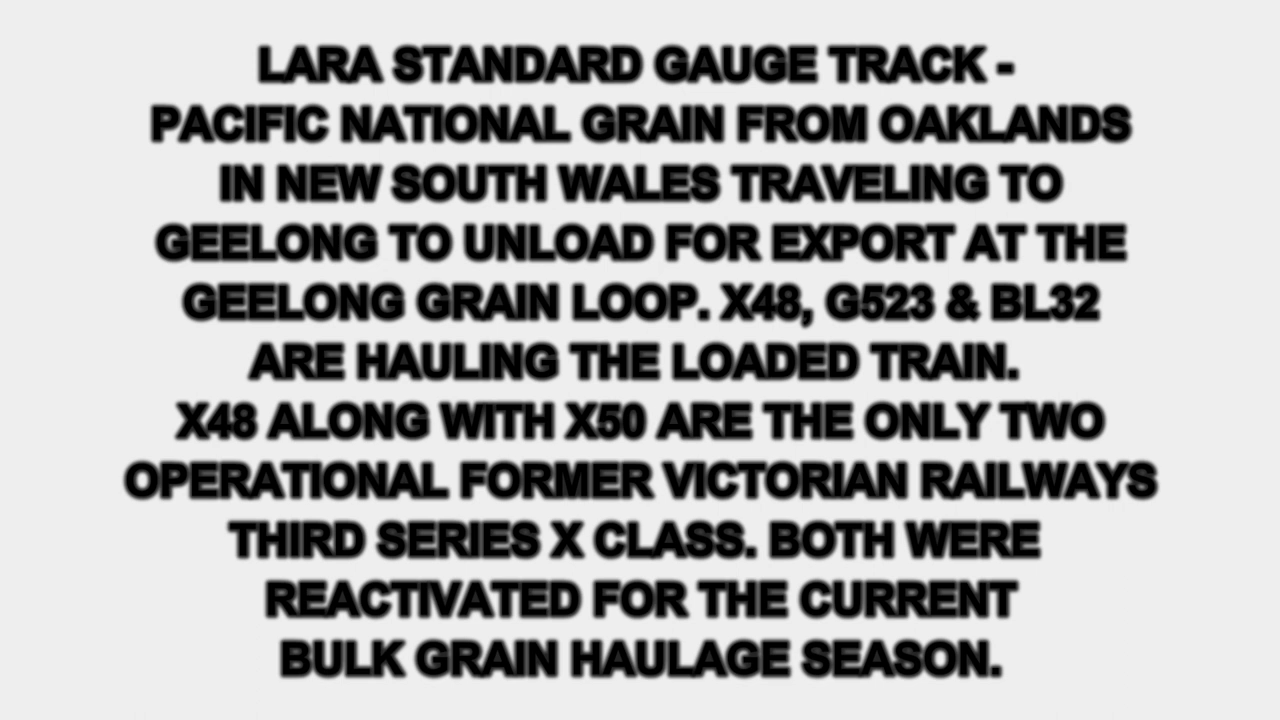 LARA STANDARD GAUGE TRACK -
PACIFIC NATIONAL GRAIN FROM OAKLANDS
IN NEW SOUTH WALES TRAVELING TO
GEELONG TO UNLOAD FOR EXPORT AT THE
GEELONG GRAIN LOOP. X48, G523 & BL32
ARE HAULING THE LOADED TRAIN.
X48 ALONG WITH X50 ARE THE ONLY TWO
OPERATIONAL FORMER VICTORIAN RAILWAYS
THIRD SERIES X CLASS. BOTH WERE
REACTIVATED FOR THE CURRENT
BULK GRAIN HAULAGE SEASON.